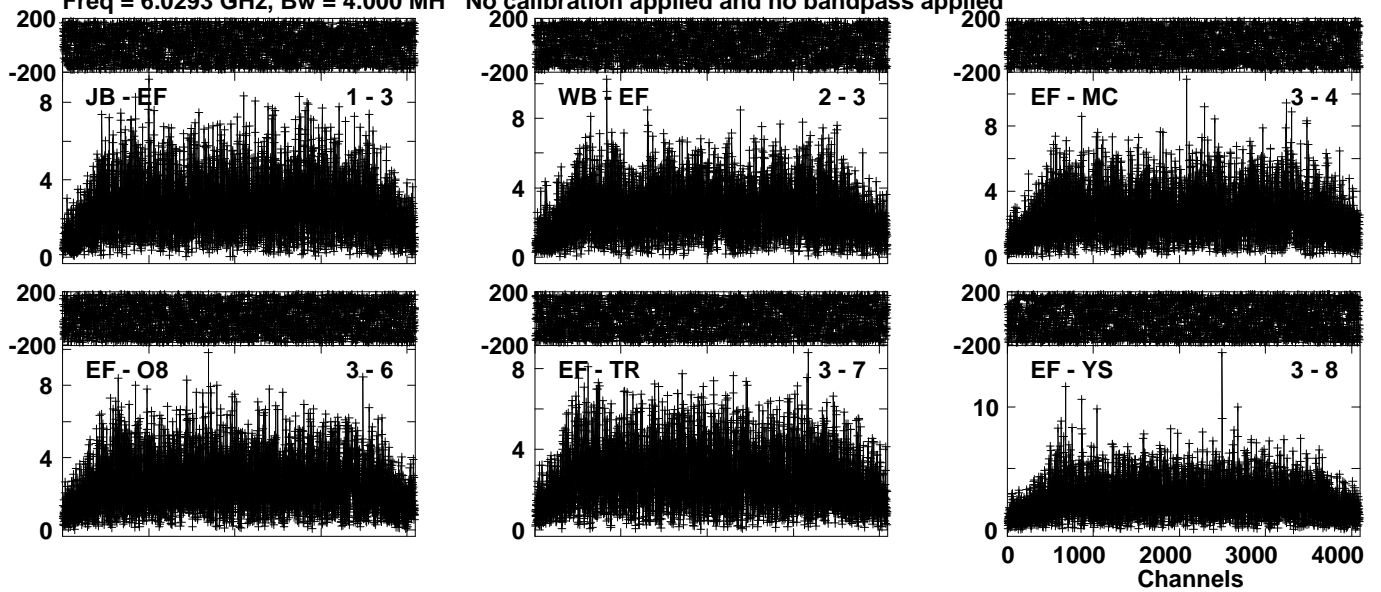 Freq = 6.0293 GHz, Bw = 4.000 MH No calibration applied and no bandpass applied
200 200 200
-200 -200 -200
JB - EF 1 - 3 WB - EF 2 - 3 EF - MC 3 - 4
8 8 8
4 4 4
0 0 0
200 200 200
-200 -200 -200
EF - O8 3 - 6 EF - TR 3 - 7 EF - YS 3 - 8
8 8 10
4 4
0 0 0
0 1000 2000 3000 4000
Channels